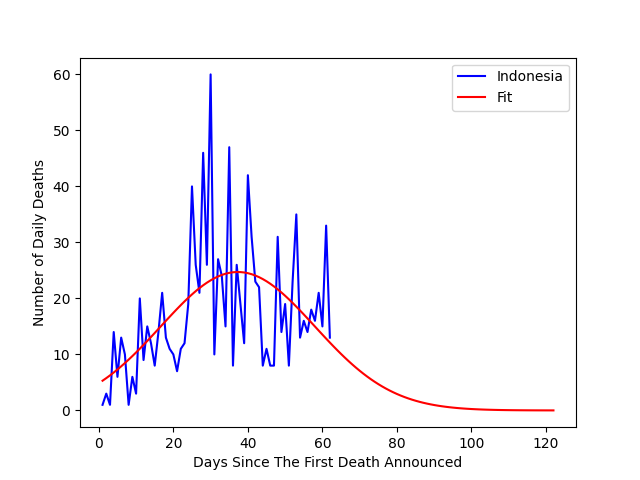 Indonesia
Fit
Number of Daily Deaths
60
50
40
30
20
10
0
0 20 40 60 80 100 120
Days Since The First Death Announced